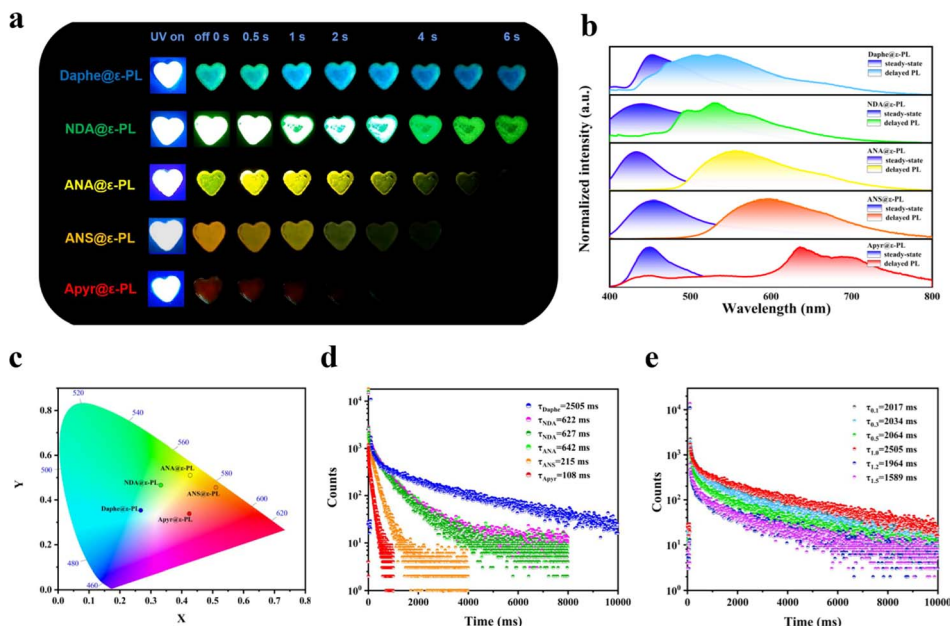 a
UV on off 0 s 0.5 s 1 s 2 s 4 s 6 s
Daphe@ε-PL
NDA@ε-PL
ANA@ε-PL
ANS@ε-PL
Apyr@ε-PL
b
Normalized intensity (a.u.)
Daphe@ε-PL
steady-state
delayed PL
NDA@ε-PL
steady-state
delayed PL
ANA@ε-PL
steady-state
delayed PL
ANS@ε-PL
steady-state
delayed PL
Apyr@ε-PL
steady-state
delayed PL
400 500 600 700 800
Wavelength (nm)
c
Y
0.8
0.6
0.4
0.2
0.0
520
540
560
500
580
600
620
480
460
ANA@ε-PL
NDA@ε-PL
ANS@ε-PL
Daphe@ε-PL
Apyr@ε-PL
0.0 0.1 0.2 0.3 0.4 0.5 0.6 0.7 0.8
X
d
Counts
10⁴
10³
10²
10¹
10⁰
τDaphe=2505 ms
τNDA=622 ms
τNDA=627 ms
τANA=642 ms
τANS=215 ms
τApyr=108 ms
0 2000 4000 6000 8000 10000
Time (ms)
e
Counts
10⁴
10³
10²
10¹
10⁰
τ0.1=2017 ms
τ0.3=2034 ms
τ0.5=2064 ms
τ1.0=2505 ms
τ1.2=1964 ms
τ1.5=1589 ms
0 2000 4000 6000 8000 10000
Time (ms)